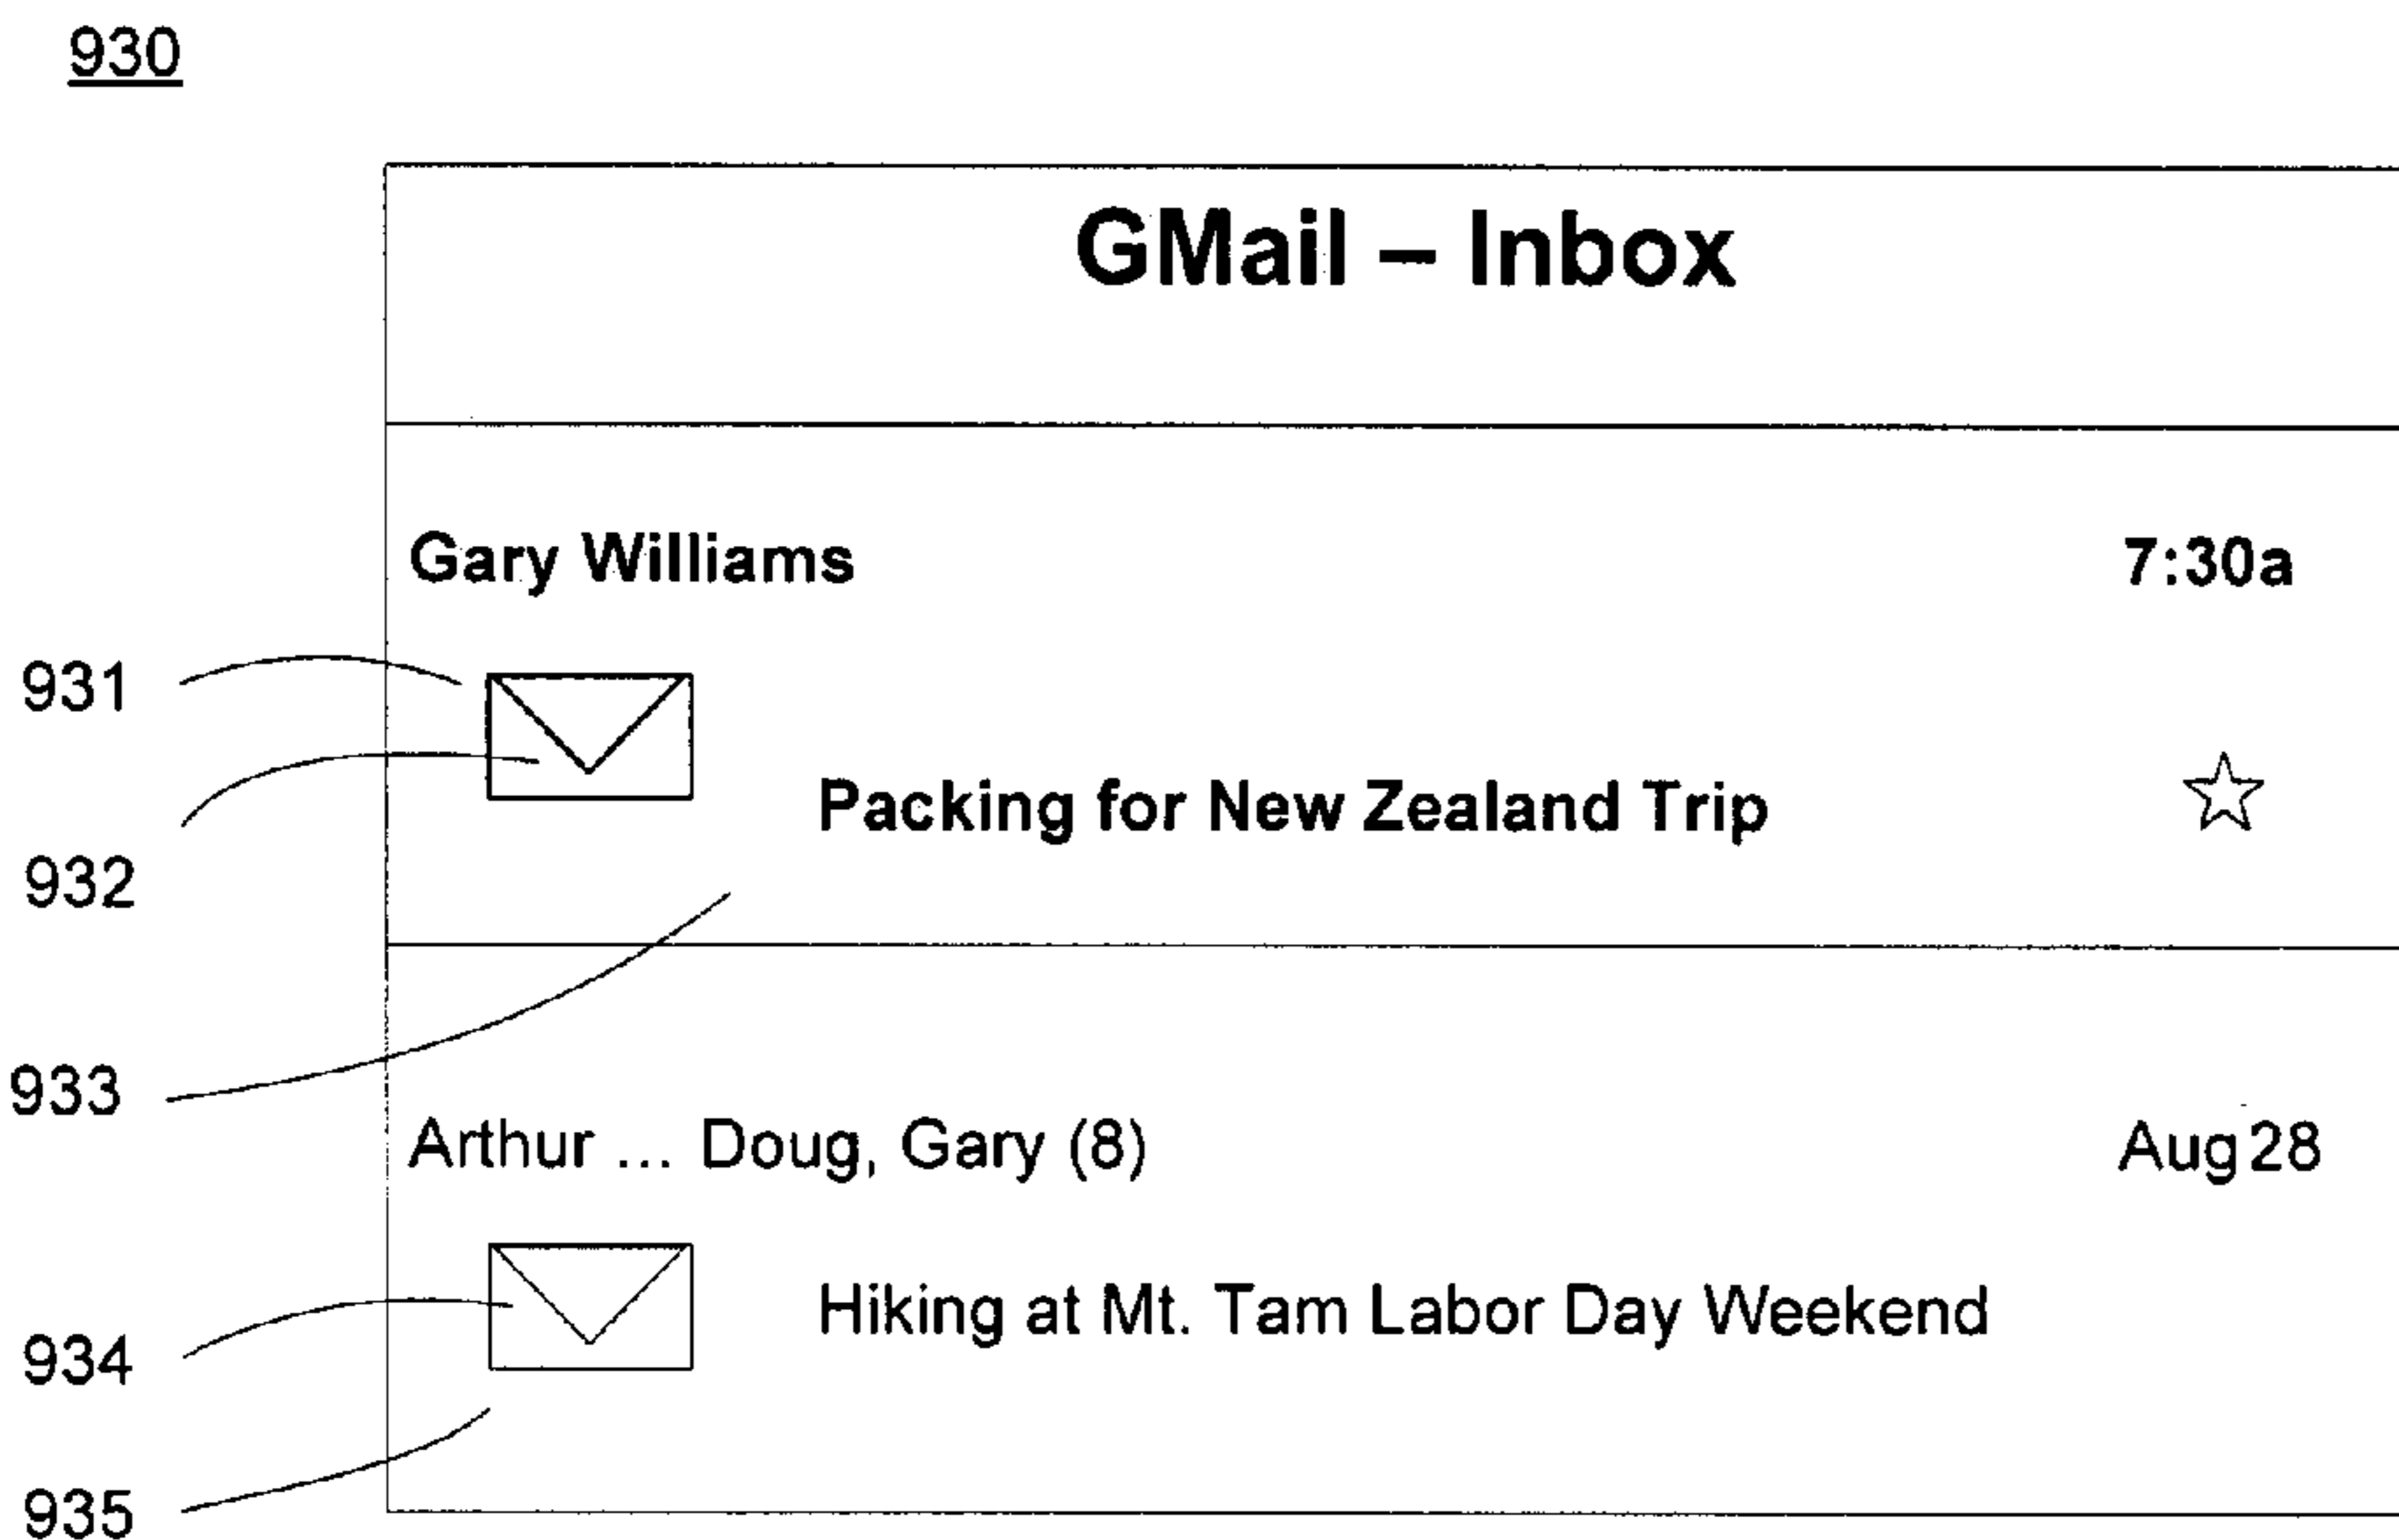 930
GMail – Inbox
Gary Williams 7:30a
931
Packing for New Zealand Trip
932
933
Arthur ... Doug, Gary (8) Aug 28
Hiking at Mt. Tam Labor Day Weekend
934
935